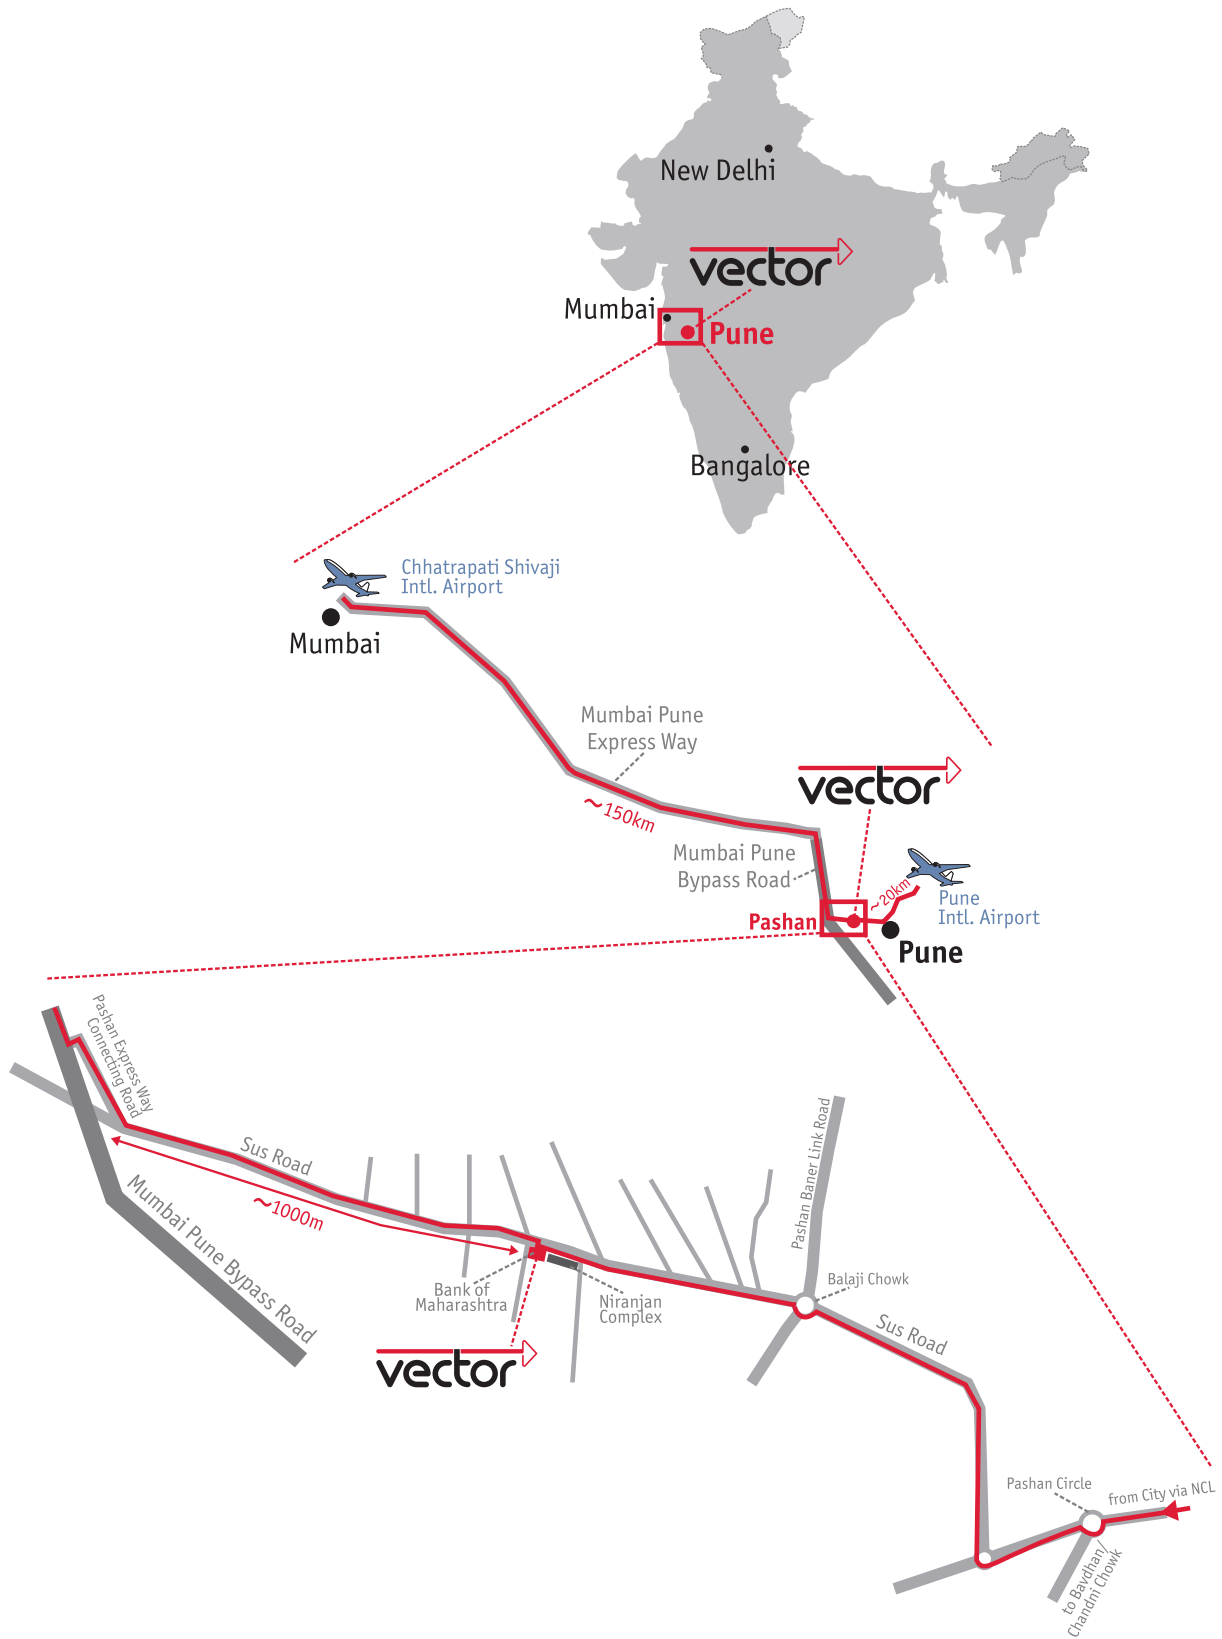 New Delhi
vector
Mumbai
Pune
Bangalore
Chhatrapati Shivaji
Intl. Airport
Mumbai
Mumbai Pune
Express Way
~150km
vector
Mumbai Pune
Bypass Road
~20km
Pune
Intl. Airport
Pashan
Pune
Pashan Express Way
Connecting Road
Sus Road
~1000m
Mumbai Pune Bypass Road
Pashan Baner Link Road
Bank of
Maharashtra
Niranjan
Complex
Balaji Chowk
vector
Sus Road
Pashan Circle
from City via NCL
to Bavdhan/
Chandni Chowk